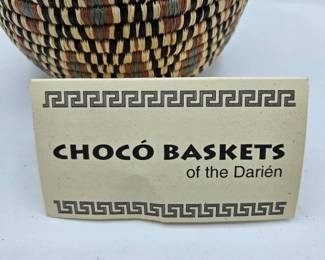 CHOCÓ BASKETS
of the Darién